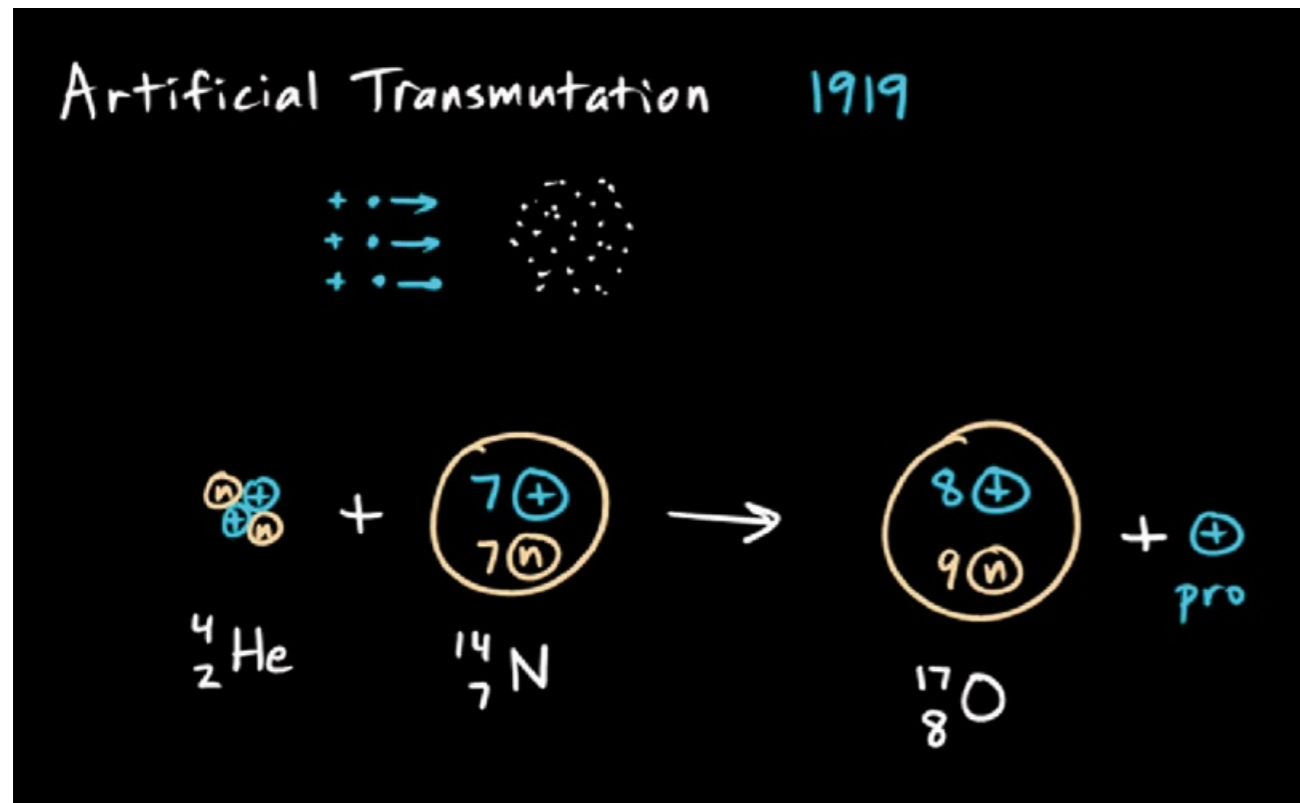 Artificial Transmutation 1919
+ • →
+ • →
+ • →
n + + n + 7 + 7 n → 8 + 9 n + +
pro
4 2 He 14 7 N 17 8 O